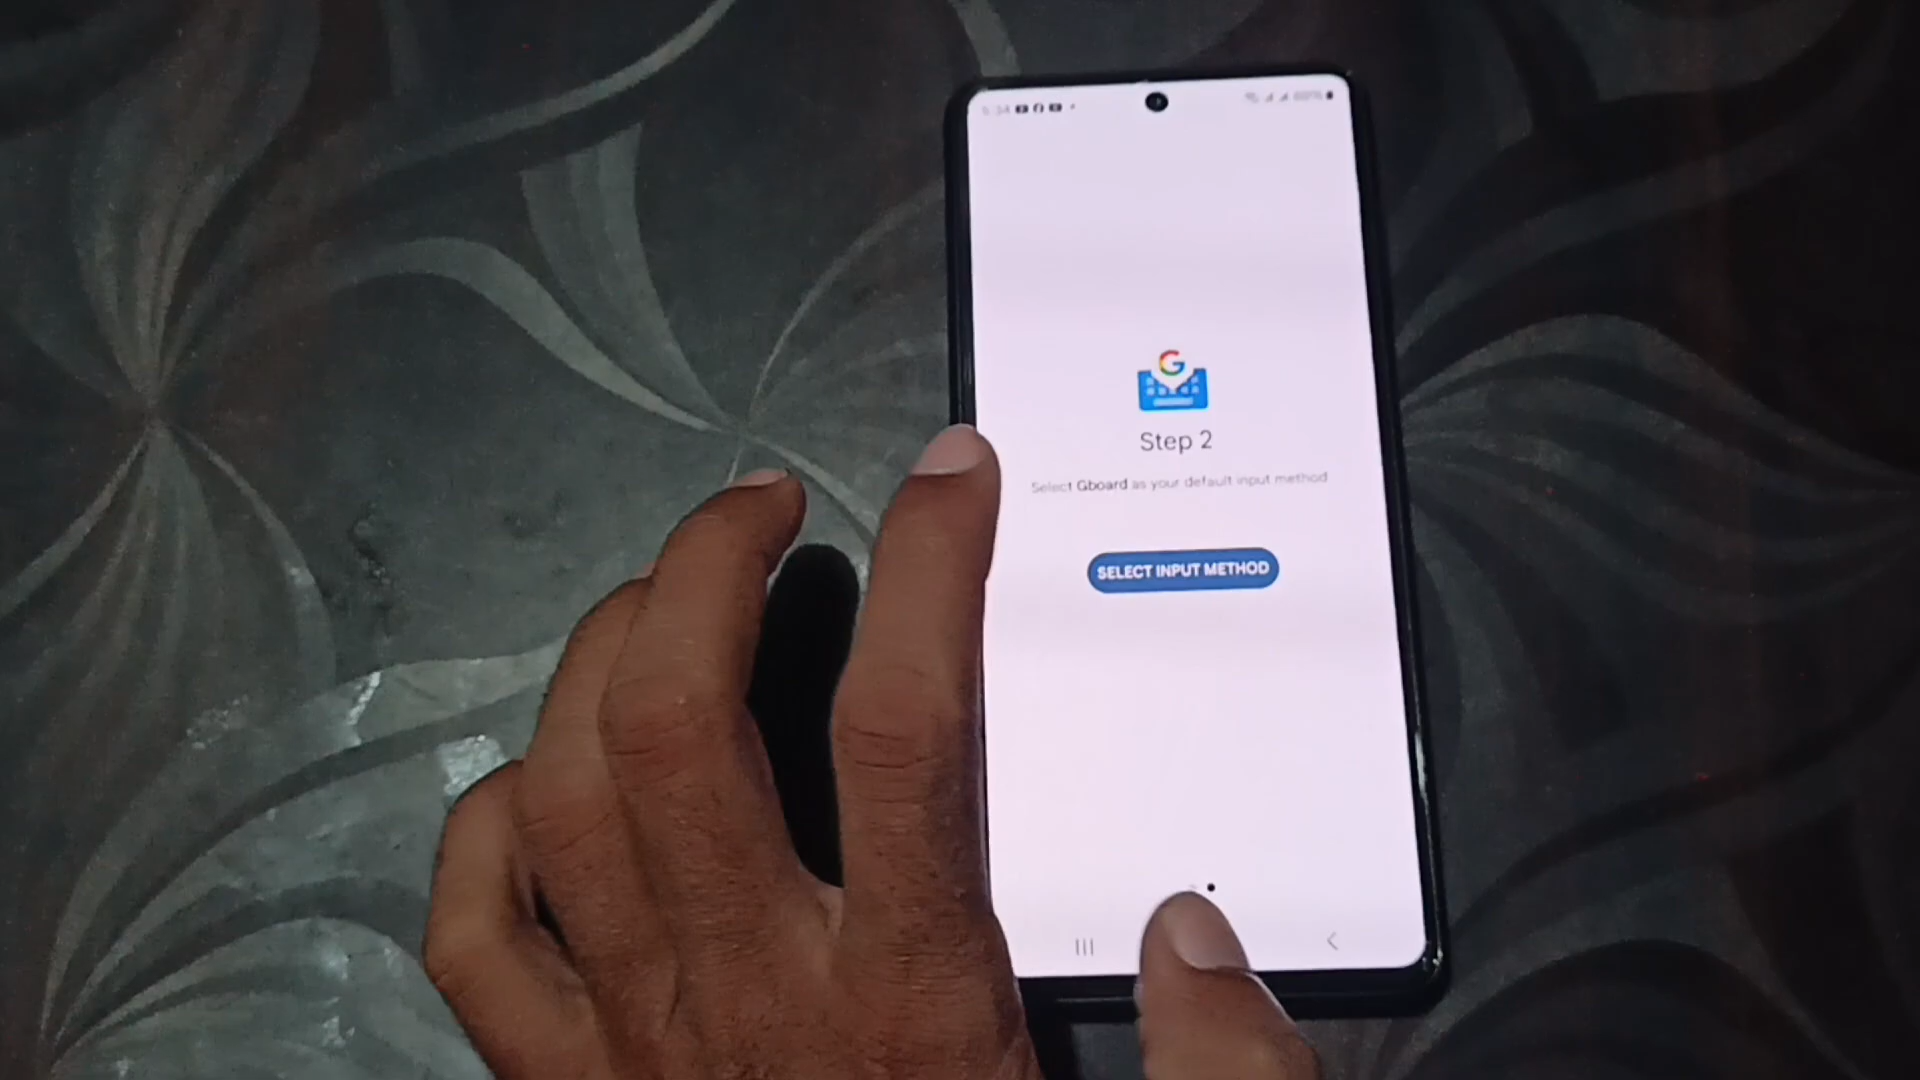 Step 2
Select Gboard as your default input method
SELECT INPUT METHOD